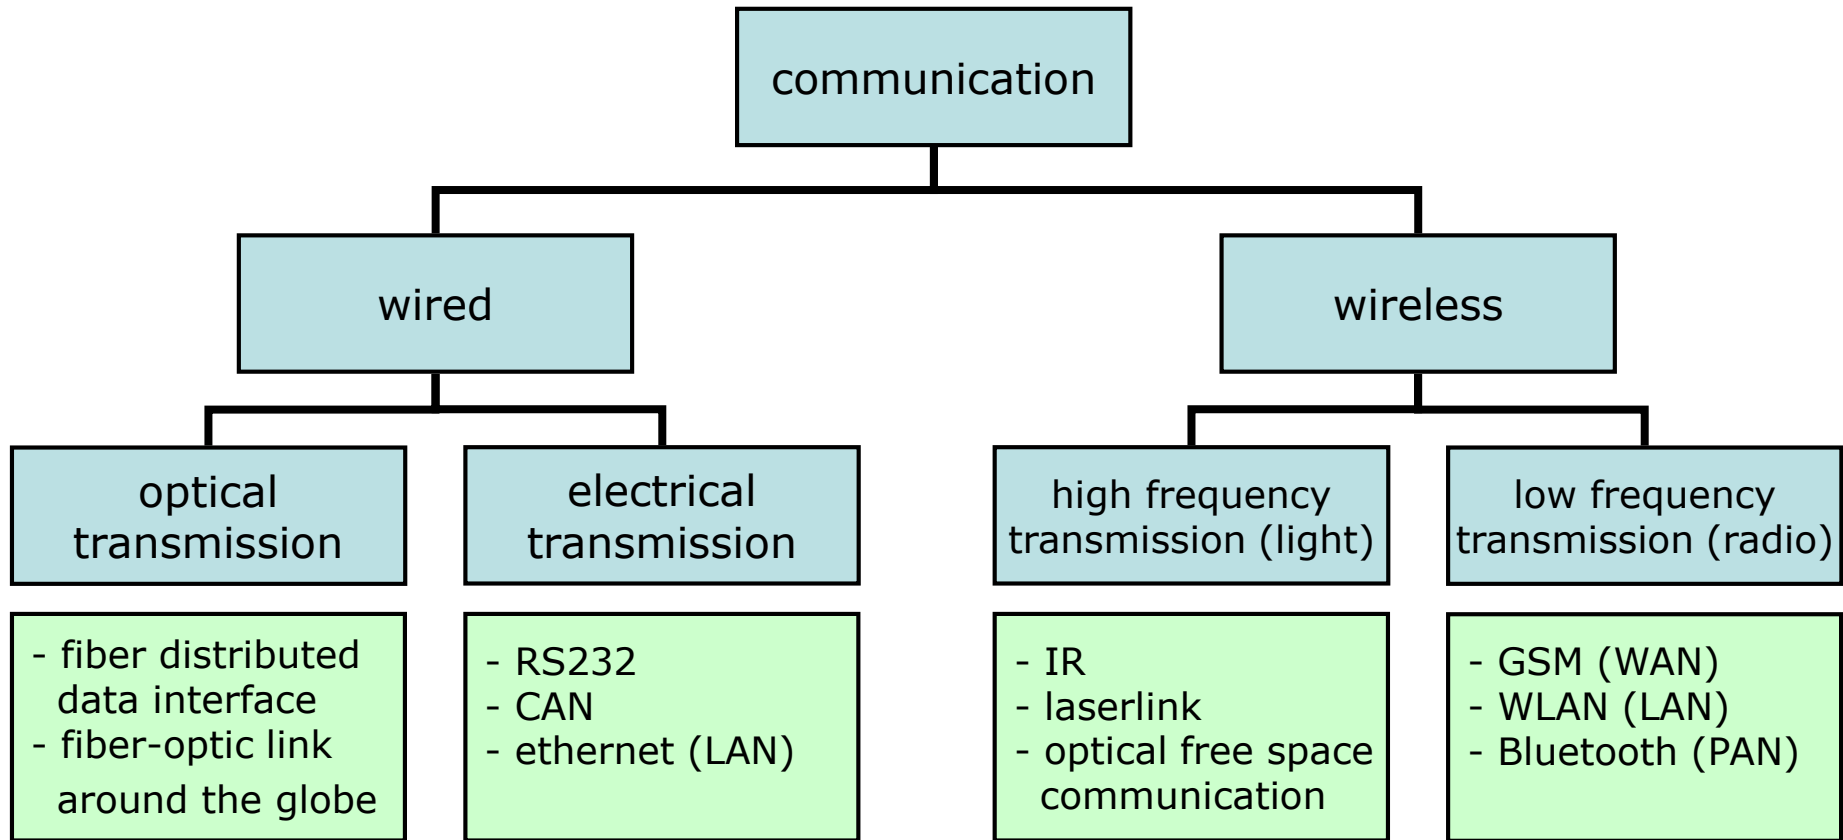 communication
wired
wireless
optical
transmission
electrical
transmission
high frequency
transmission (light)
low frequency
transmission (radio)
- fiber distributed
data interface
- fiber-optic link
around the globe
- RS232
- CAN
- ethernet (LAN)
- IR
- laserlink
- optical free space
communication
- GSM (WAN)
- WLAN (LAN)
- Bluetooth (PAN)